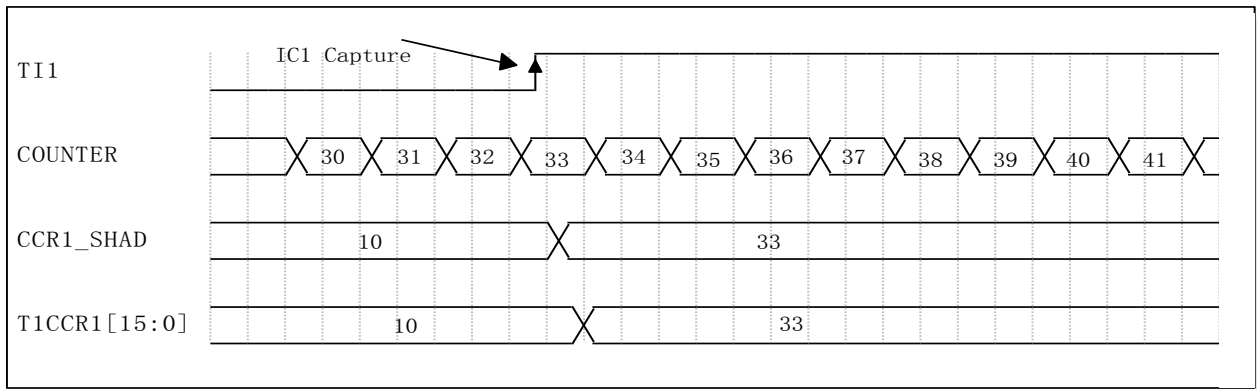 IC1 Capture
TI1
COUNTER 30 31 32 33 34 35 36 37 38 39 40 41
CCR1_SHAD 10 33
T1CCR1[15:0] 10 33